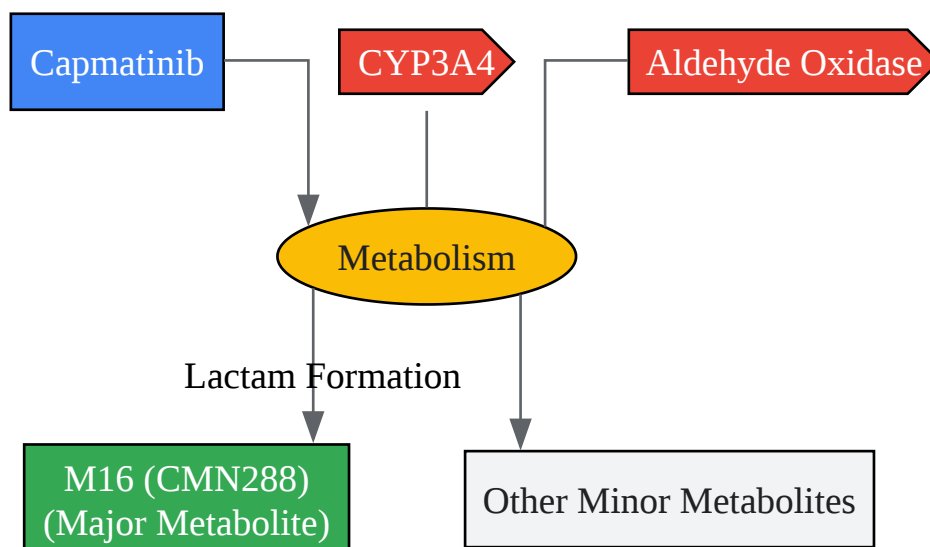 Capmatinib
CYP3A4
Aldehyde Oxidase
Metabolism
Lactam Formation
M16 (CMN288)
(Major Metabolite)
Other Minor Metabolites